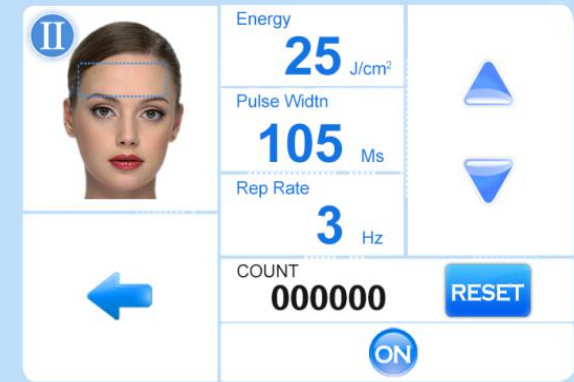 II
Energy
25 J/cm²
Pulse Widtn
105 Ms
Rep Rate
3 Hz
COUNT
000000
RESET
ON